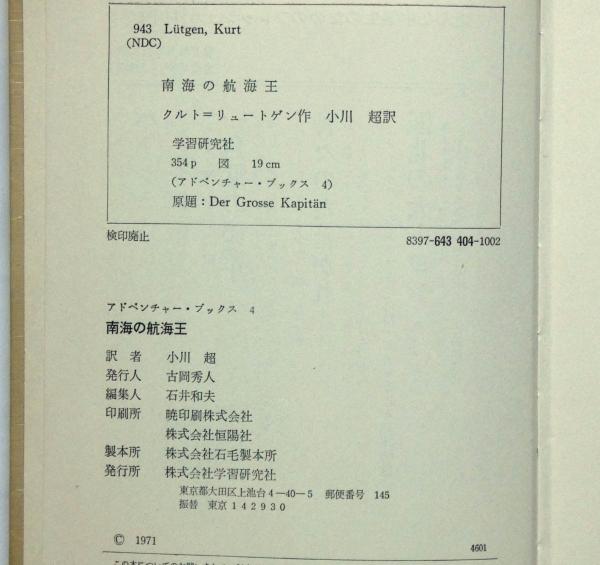 943 Lütgen, Kurt
(NDC)
南海の航海王
クルト＝リュートゲン作 小川 超訳
学習研究社
354p 図 19cm
（アドベンチャー・ブックス 4）
原題：Der Grosse Kapitän
検印廃止 8397-643 404-1002
アドベンチャー・ブックス 4
南海の航海王
訳者 小川 超
発行人 古岡秀人
編集人 石井和夫
印刷所 暁印刷株式会社
株式会社恒陽社
製本所 株式会社石毛製本所
発行所 株式会社学習研究社
東京都大田区上池台4—40—5 郵便番号 145
振替 東京142930
© 1971 4601